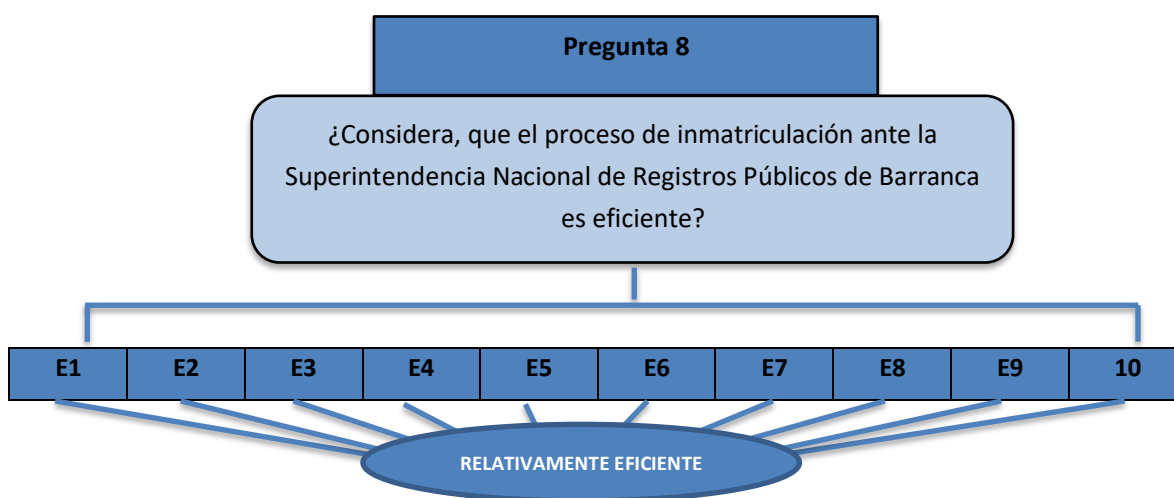 Pregunta 8
¿Considera, que el proceso de inmatriculación ante la
Superintendencia Nacional de Registros Públicos de Barranca
es eficiente?
E1 E2 E3 E4 E5 E6 E7 E8 E9 10
RELATIVAMENTE EFICIENTE